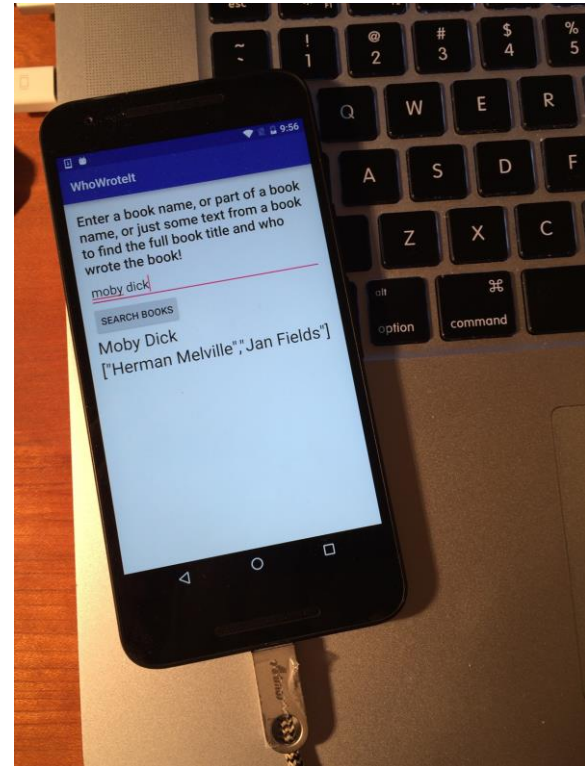 esc
~
`
!
1
@
2
#
3
$
4
%
5
Q
W
E
R
A
S
D
F
Z
X
C
alt
option
⌘
command
9:56
WhoWroteIt
Enter a book name, or part of a book
name, or just some text from a book
to find the full book title and who
wrote the book!
moby dick
SEARCH BOOKS
Moby Dick
["Herman Melville","Jan Fields"]